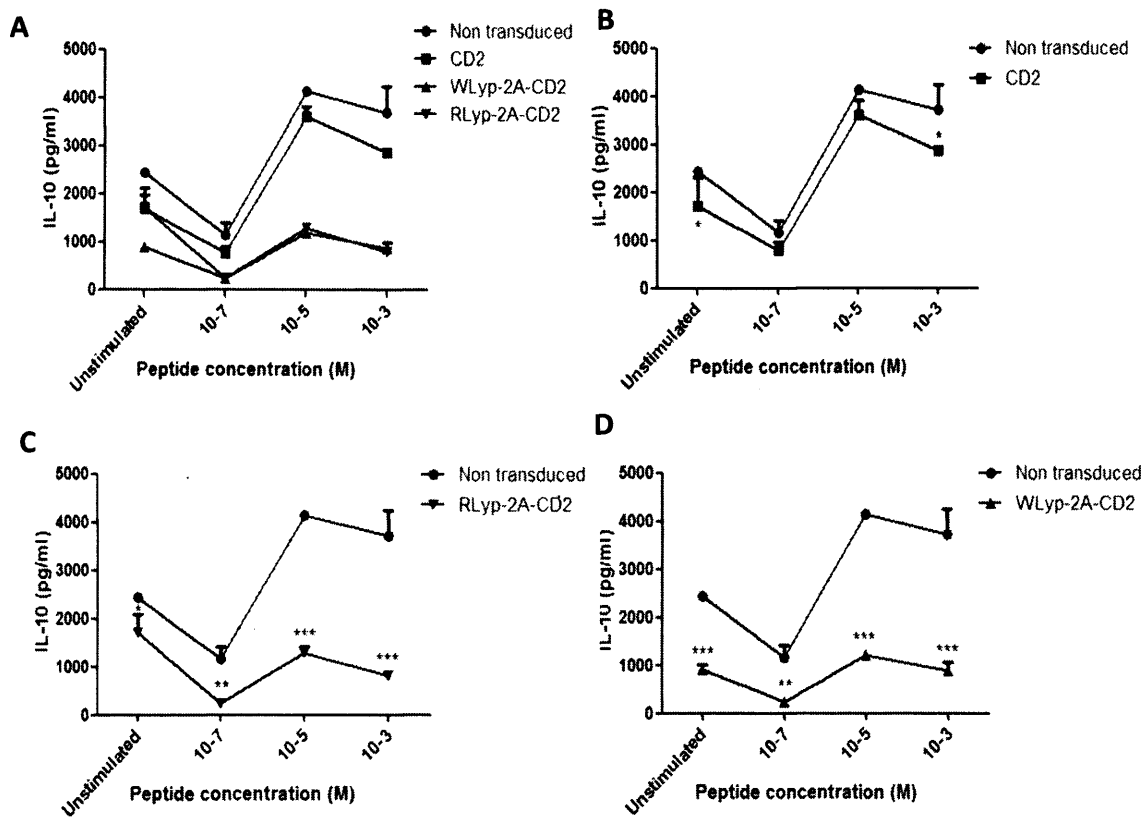 A
Non transduced
CD2
WLyp-2A-CD2
RLyp-2A-CD2
IL-10 (pg/ml)
5000
4000
3000
2000
1000
0
Unstimulated
10-7
10-5
10-3
Peptide concentration (M)
B
Non transduced
CD2
IL-10 (pg/ml)
5000
4000
3000
2000
1000
0
*
*
Unstimulated
10-7
10-5
10-3
Peptide concentration (M)
C
Non transduced
RLyp-2A-CD2
IL-10 (pg/ml)
5000
4000
3000
2000
1000
0
*
**
***
***
Unstimulated
10-7
10-5
10-3
Peptide concentration (M)
D
Non transduced
WLyp-2A-CD2
IL-10 (pg/ml)
5000
4000
3000
2000
1000
0
***
**
***
***
Unstimulated
10-7
10-5
10-3
Peptide concentration (M)